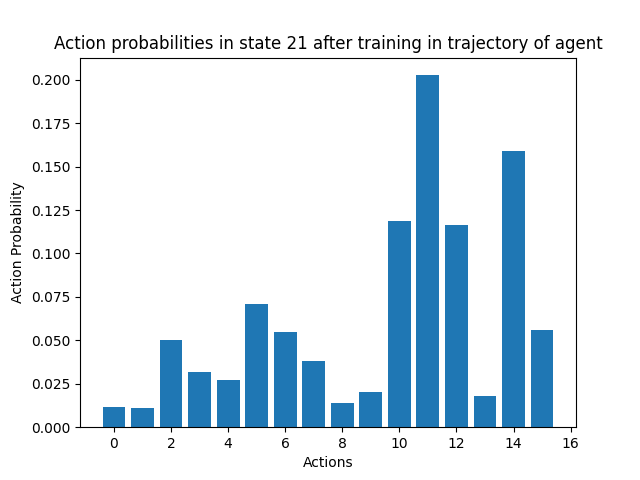 Action probabilities in state 21 after training in trajectory of agent
0.200
0.175
0.150
0.125
0.100
0.075
0.050
0.025
0.000
Action Probability
0 2 4 6 8 10 12 14 16
Actions